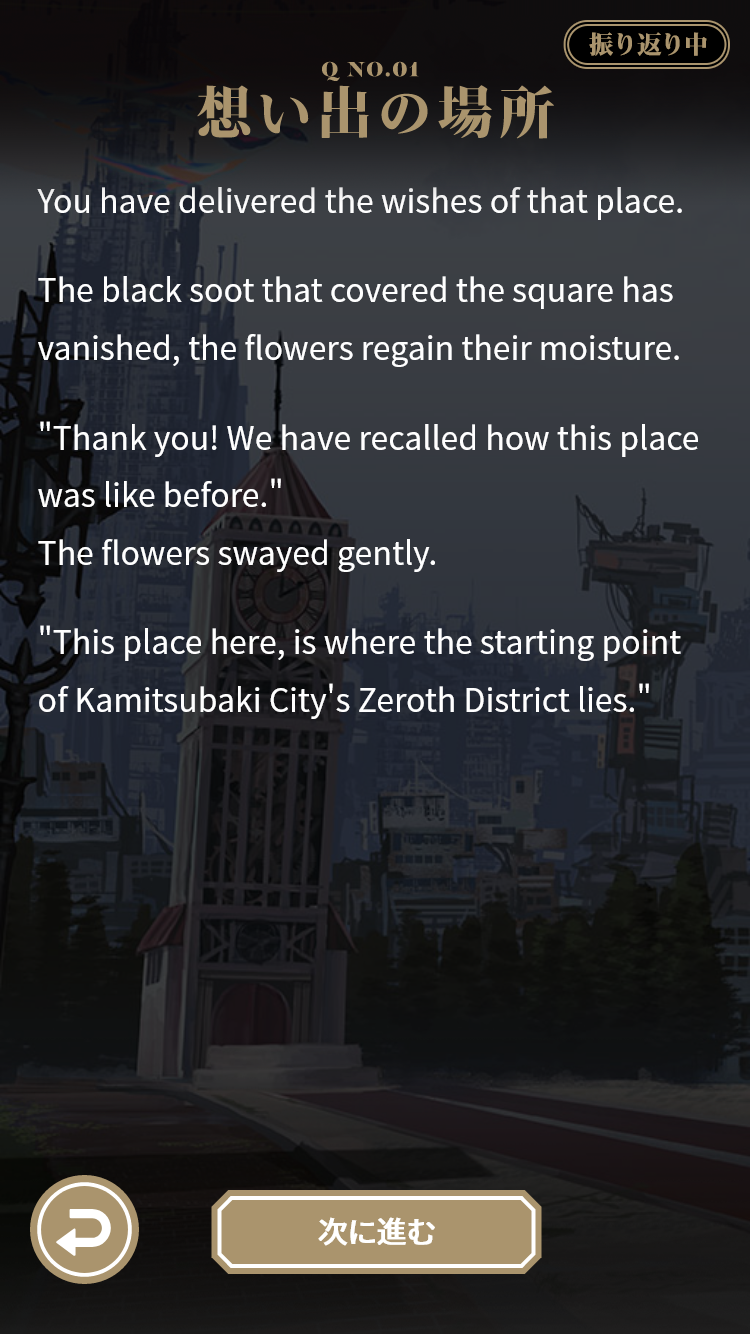 振り返り中
Q NO.01
想い出の場所
You have delivered the wishes of that place.
The black soot that covered the square has
vanished, the flowers regain their moisture.
"Thank you! We have recalled how this place
was like before."
The flowers swayed gently.
"This place here, is where the starting point
of Kamitsubaki City's Zeroth District lies."
次に進む